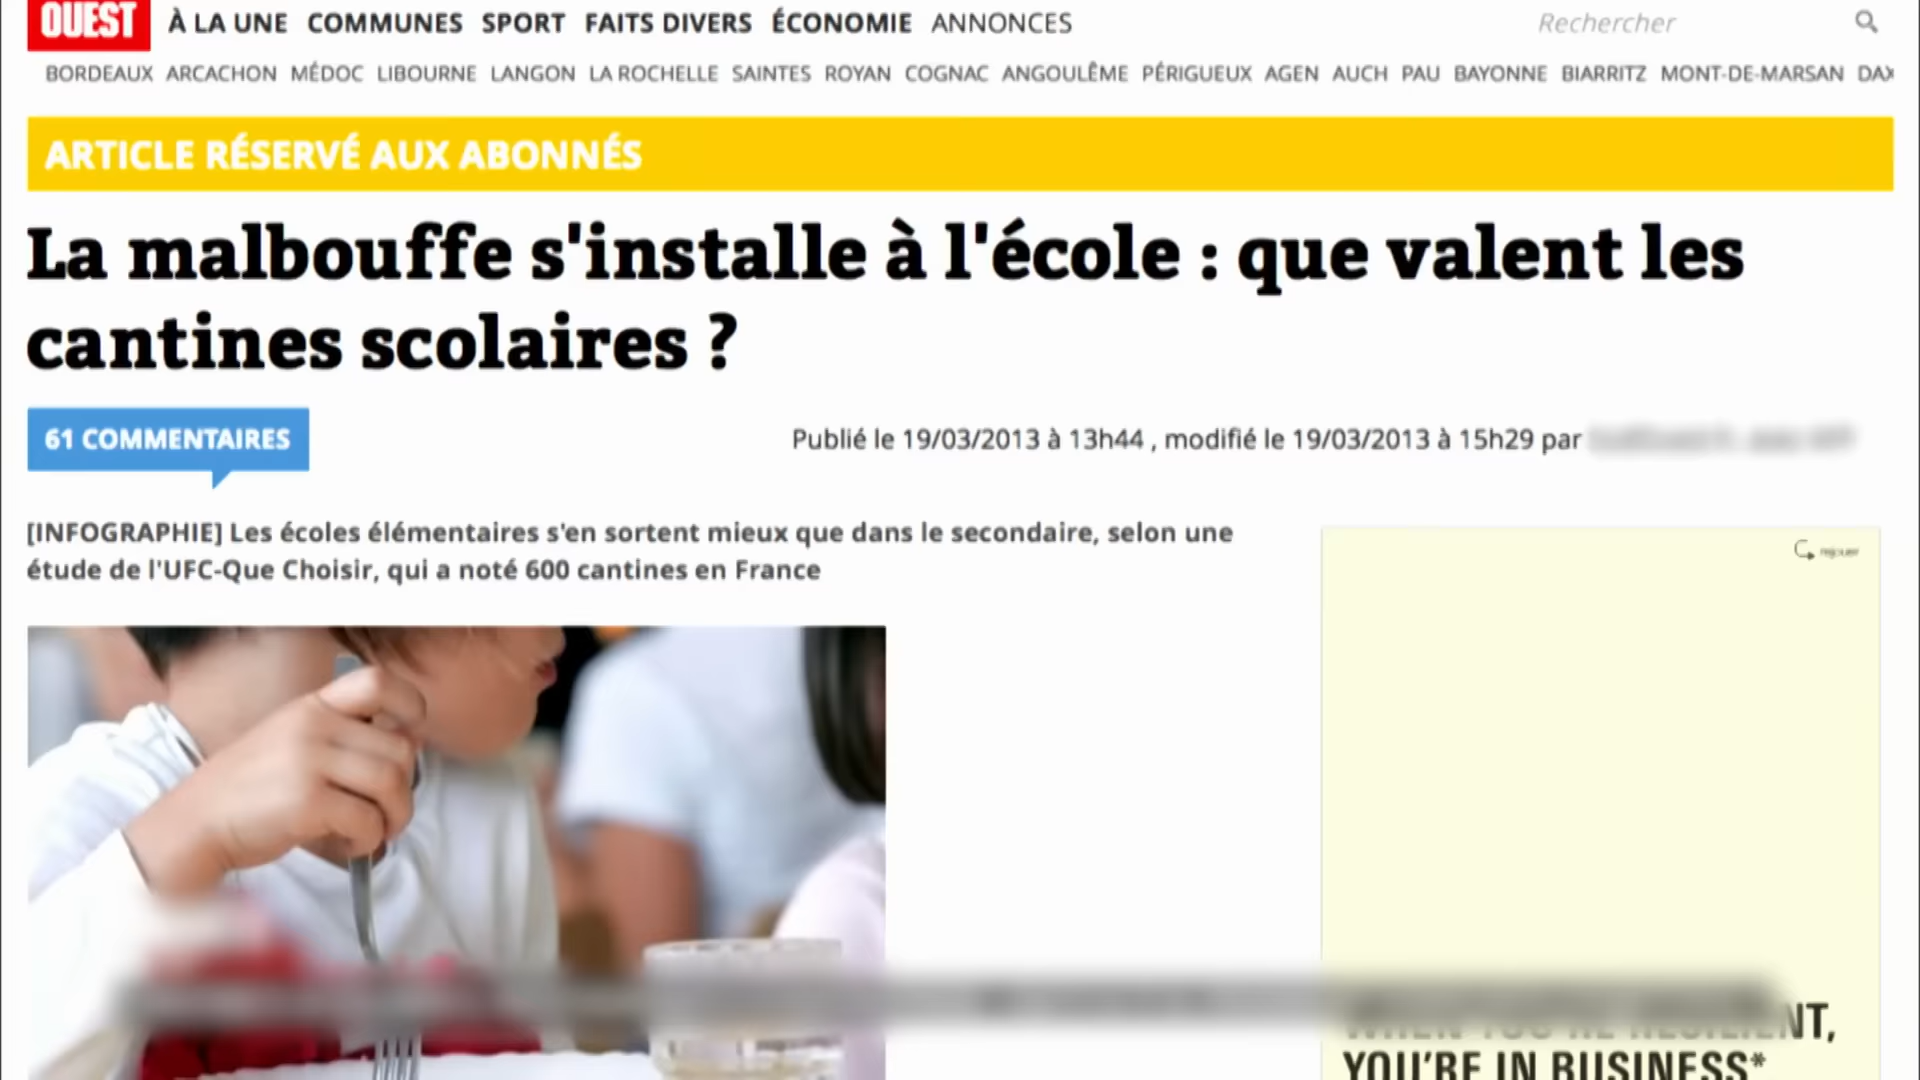 OUEST À LA UNE COMMUNES SPORT FAITS DIVERS ÉCONOMIE ANNONCES Rechercher
BORDEAUX ARCACHON MÉDOC LIBOURNE LANGON LA ROCHELLE SAINTES ROYAN COGNAC ANGOULÊME PÉRIGUEUX AGEN AUCH PAU BAYONNE BIARRITZ MONT-DE-MARSAN DAX
ARTICLE RÉSERVÉ AUX ABONNÉS
La malbouffe s'installe à l'école : que valent les
cantines scolaires ?
61 COMMENTAIRES
Publié le 19/03/2013 à 13h44 , modifié le 19/03/2013 à 15h29 par
[INFOGRAPHIE] Les écoles élémentaires s'en sortent mieux que dans le secondaire, selon une
étude de l'UFC-Que Choisir, qui a noté 600 cantines en France
YOU'RE IN BUSINESS*